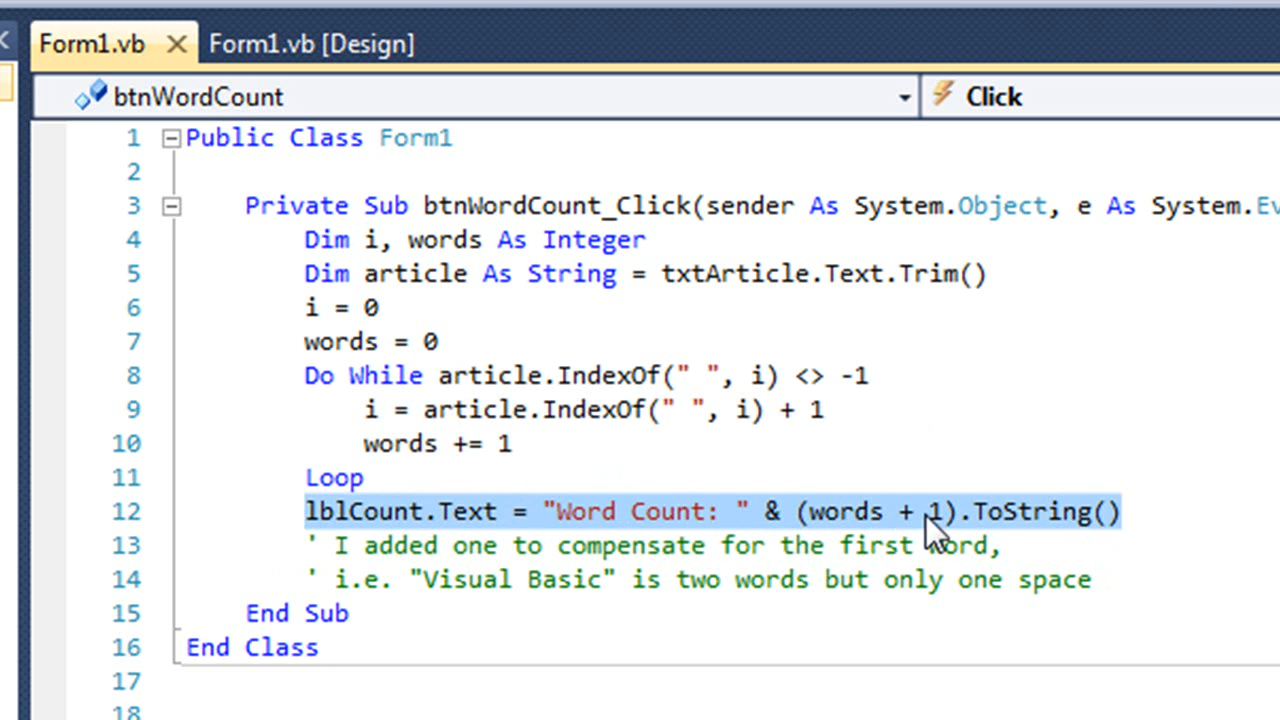 Form1.vb Form1.vb [Design]
btnWordCount Click
1 Public Class Form1
2
3 Private Sub btnWordCount_Click(sender As System.Object, e As System.Ev
4 Dim i, words As Integer
5 Dim article As String = txtArticle.Text.Trim()
6 i = 0
7 words = 0
8 Do While article.IndexOf(" ", i) <> -1
9 i = article.IndexOf(" ", i) + 1
10 words += 1
11 Loop
12 lblCount.Text = "Word Count: " & (words + 1).ToString()
13 ' I added one to compensate for the first word,
14 ' i.e. "Visual Basic" is two words but only one space
15 End Sub
16 End Class
17
18